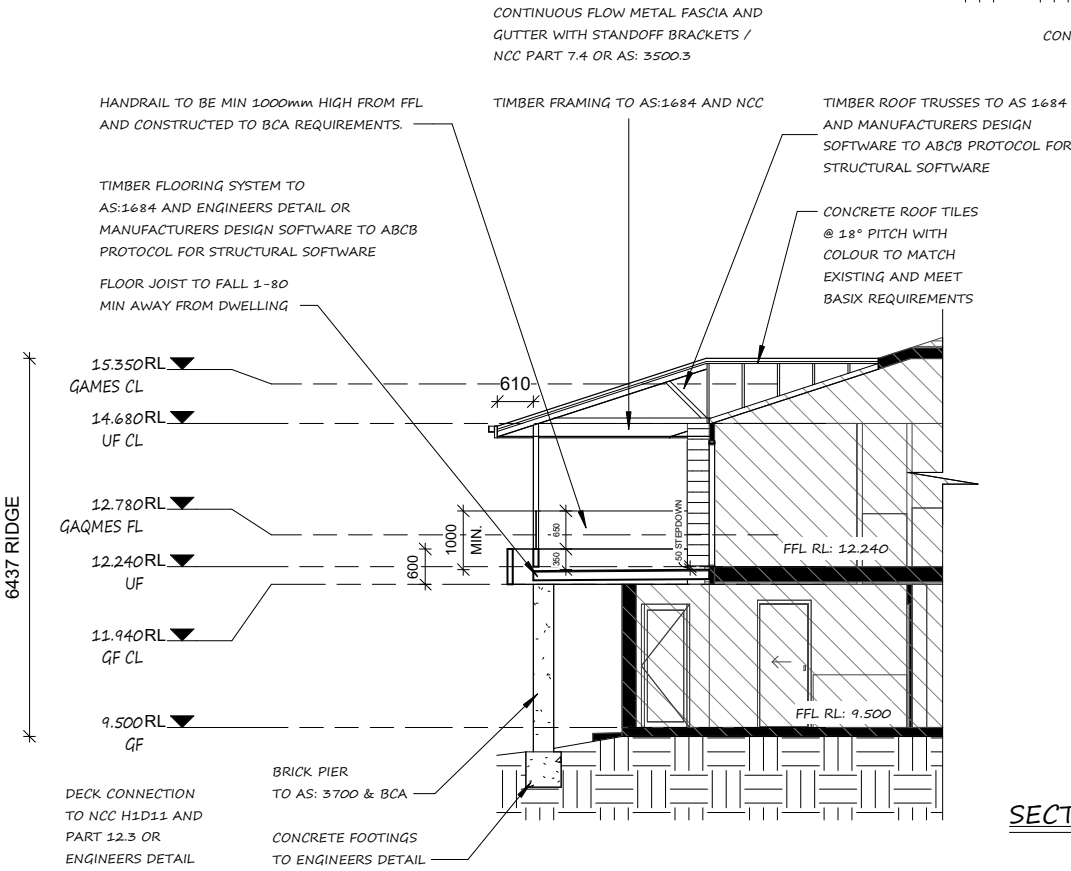 CONTINUOUS FLOW METAL FASCIA AND
GUTTER WITH STANDOFF BRACKETS /
NCC PART 7.4 OR AS: 3500.3
CON
HANDRAIL TO BE MIN 1000mm HIGH FROM FFL
AND CONSTRUCTED TO BCA REQUIREMENTS.
TIMBER FRAMING TO AS:1684 AND NCC
TIMBER ROOF TRUSSES TO AS 1684
AND MANUFACTURERS DESIGN
SOFTWARE TO ABCB PROTOCOL FOR
STRUCTURAL SOFTWARE
TIMBER FLOORING SYSTEM TO
AS:1684 AND ENGINEERS DETAIL OR
MANUFACTURERS DESIGN SOFTWARE TO ABCB
PROTOCOL FOR STRUCTURAL SOFTWARE
CONCRETE ROOF TILES
@ 18° PITCH WITH
COLOUR TO MATCH
EXISTING AND MEET
BASIX REQUIREMENTS
FLOOR JOIST TO FALL 1-80
MIN AWAY FROM DWELLING
15.350RL
GAMES CL
14.680RL
UF CL
12.780RL
GAQMES FL
12.240RL
UF
11.940RL
GF CL
9.500RL
GF
6437 RIDGE
610
600
1000
MIN.
650
350
50 STEPDOWN
FFL RL: 12.240
FFL RL: 9.500
DECK CONNECTION
TO NCC H1D11 AND
PART 12.3 OR
ENGINEERS DETAIL
BRICK PIER
TO AS: 3700 & BCA
CONCRETE FOOTINGS
TO ENGINEERS DETAIL
SECT